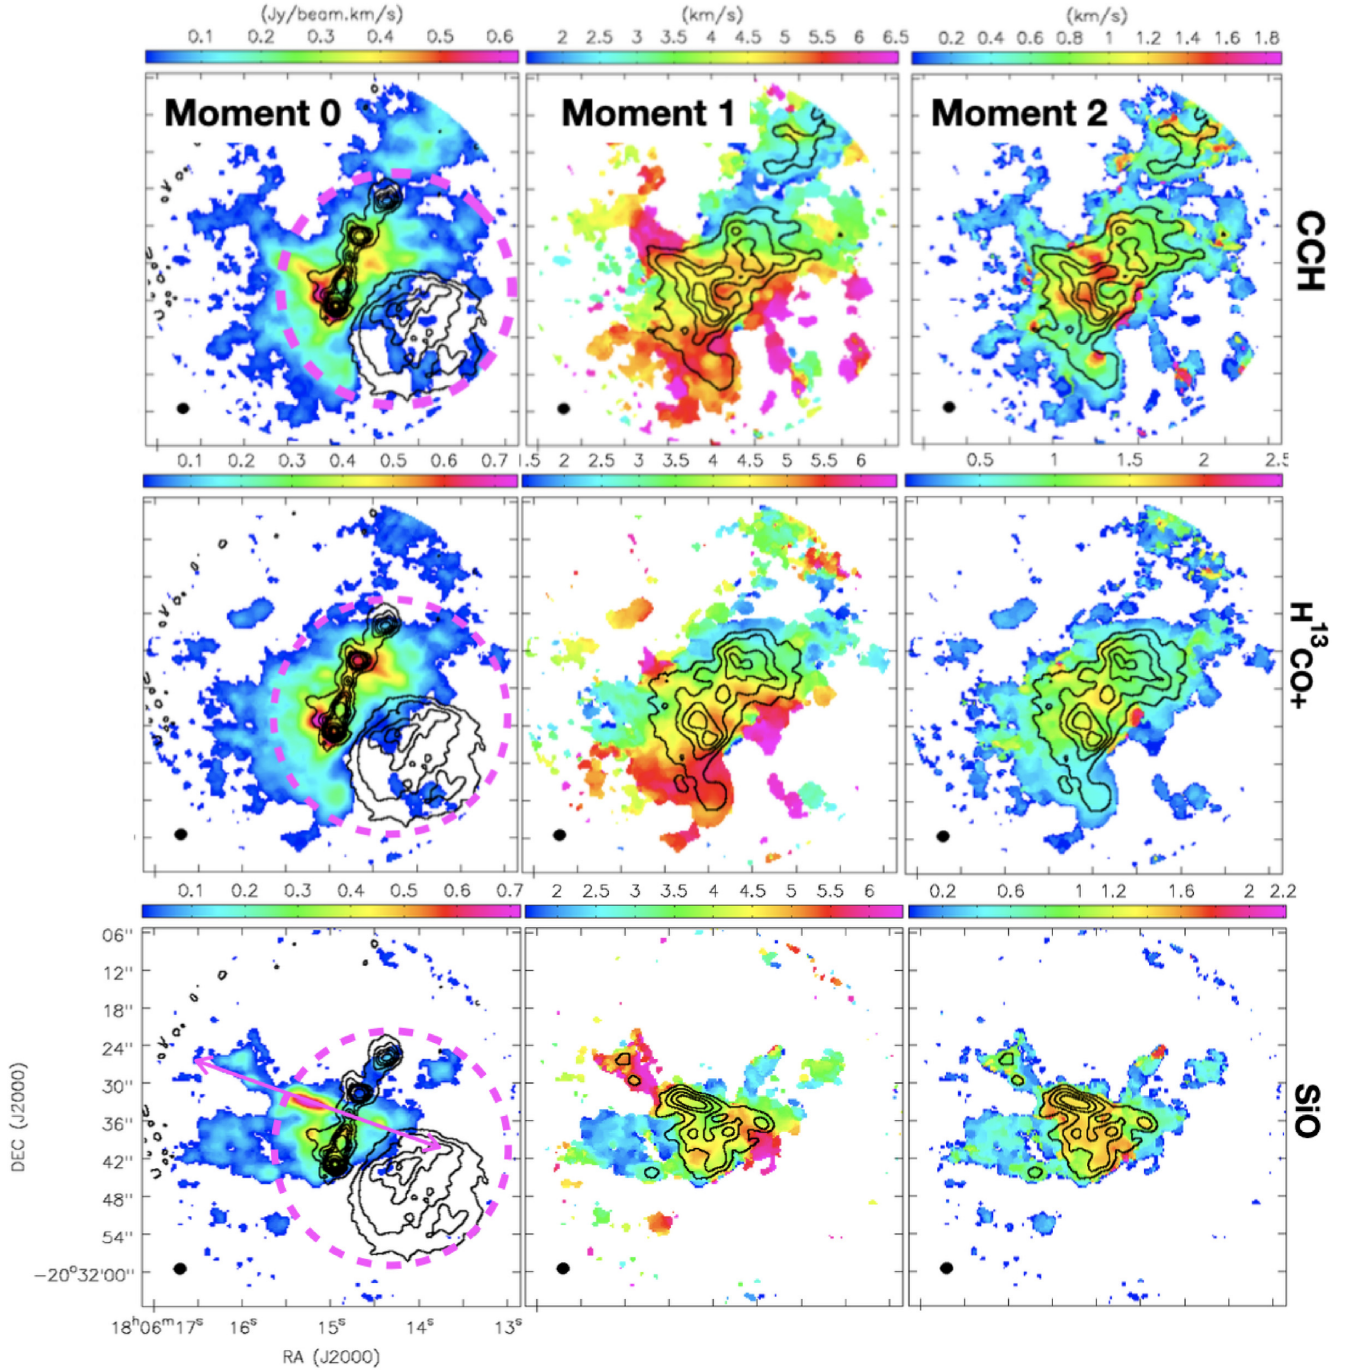 (Jy/beam.km/s) (km/s) (km/s)
0.1 0.2 0.3 0.4 0.5 0.6 2 2.5 3 3.5 4 4.5 5 5.5 6 6.5 0.2 0.4 0.6 0.8 1 1.2 1.4 1.6 1.8
Moment 0 Moment 1 Moment 2
CCH
0.1 0.2 0.3 0.4 0.5 0.6 0.7 1.5 2 2.5 3 3.5 4 4.5 5 5.5 6 0.5 1 1.5 2 2.5
H13CO+
0.1 0.2 0.3 0.4 0.5 0.6 0.7 2 2.5 3 3.5 4 4.5 5 5.5 6 0.2 0.6 1 1.2 1.6 2 2.2
06"
12"
18"
24"
30"
36"
42"
48"
54"
−20°32'00"
DEC (J2000)
SiO
18h06m17s 16s 15s 14s 13s
RA (J2000)